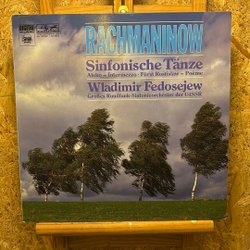 RACHMANINOW
Sinfonische Tänze
Aleko – Intermezzo · Fürst Rostislaw – Poème
Wladimir Fedosejew
Großes Rundfunk-Sinfonieorchester der UdSSR